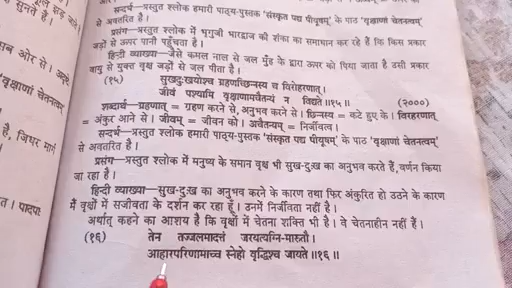 सुनते हैं।
सन्दर्भ—प्रस्तुत श्लोक हमारी पाठ्य-पुस्तक 'संस्कृत पद्य पीयूषम्' के पाठ 'वृक्षाणां चेतनत्वम्'
से अवतरित है।
प्रसंग—प्रस्तुत श्लोक में भृगुजी भारद्वाज की शंका का समाधान कर रहे हैं कि किस प्रकार
जड़ों से ऊपर पानी पहुँचता है।
हिन्दी व्याख्या—जैसे कमल नाल से जल मुँह के द्वारा ऊपर को पिया जाता है उसी प्रकार
वायु से युक्त वृक्ष जड़ों से जल पीता है।
(१५) सुखदुःखयोश्च ग्रहणाच्छिन्नस्य च विरोहणात्।
जीवं पश्यामि वृक्षाणामचैतन्यं न विद्यते॥१५॥ (२०००)
शब्दार्थ—ग्रहणात् = ग्रहण करने से, अनुभव करने से। छिन्नस्य = कटे हुए के। विरहरणात्
= अंकुर आने से। जीवम् = जीवन को। अचैतन्यम् = निर्जीवत्व।
सन्दर्भ—प्रस्तुत श्लोक हमारी पाठ्य-पुस्तक 'संस्कृत पद्य पीयूषम्' के पाठ 'वृक्षाणां चेतनत्वम्'
से अवतरित है।
प्रसंग—प्रस्तुत श्लोक में मनुष्य के समान वृक्ष भी सुख-दुःख का अनुभव करते हैं, वर्णन किया
जा रहा है।
हिन्दी व्याख्या—सुख-दुःख का अनुभव करने के कारण तथा फिर अंकुरित हो उठने के कारण
मैं वृक्षों में सजीवता के दर्शन कर रहा हूँ। उनमें निर्जीवता नहीं है।
अर्थात् कहने का आशय है कि वृक्षों में चेतना शक्ति भी है। वे चेतनाहीन नहीं हैं।
(१६) तेन तज्जलमादत्तं जरयत्यग्नि-मारुतौ।
आहारपरिणामाच्च स्नेहो वृद्धिश्च जायते॥१६॥